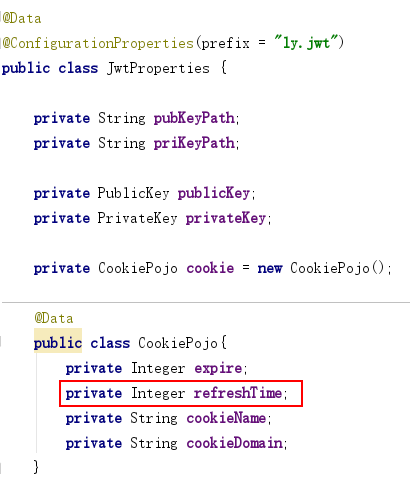 @Data
@ConfigurationProperties(prefix = "ly.jwt")
public class JwtProperties {
private String pubKeyPath;
private String priKeyPath;
private PublicKey publicKey;
private PrivateKey privateKey;
private CookiePojo cookie = new CookiePojo();
@Data
public class CookiePojo{
private Integer expire;
private Integer refreshTime;
private String cookieName;
private String cookieDomain;
}